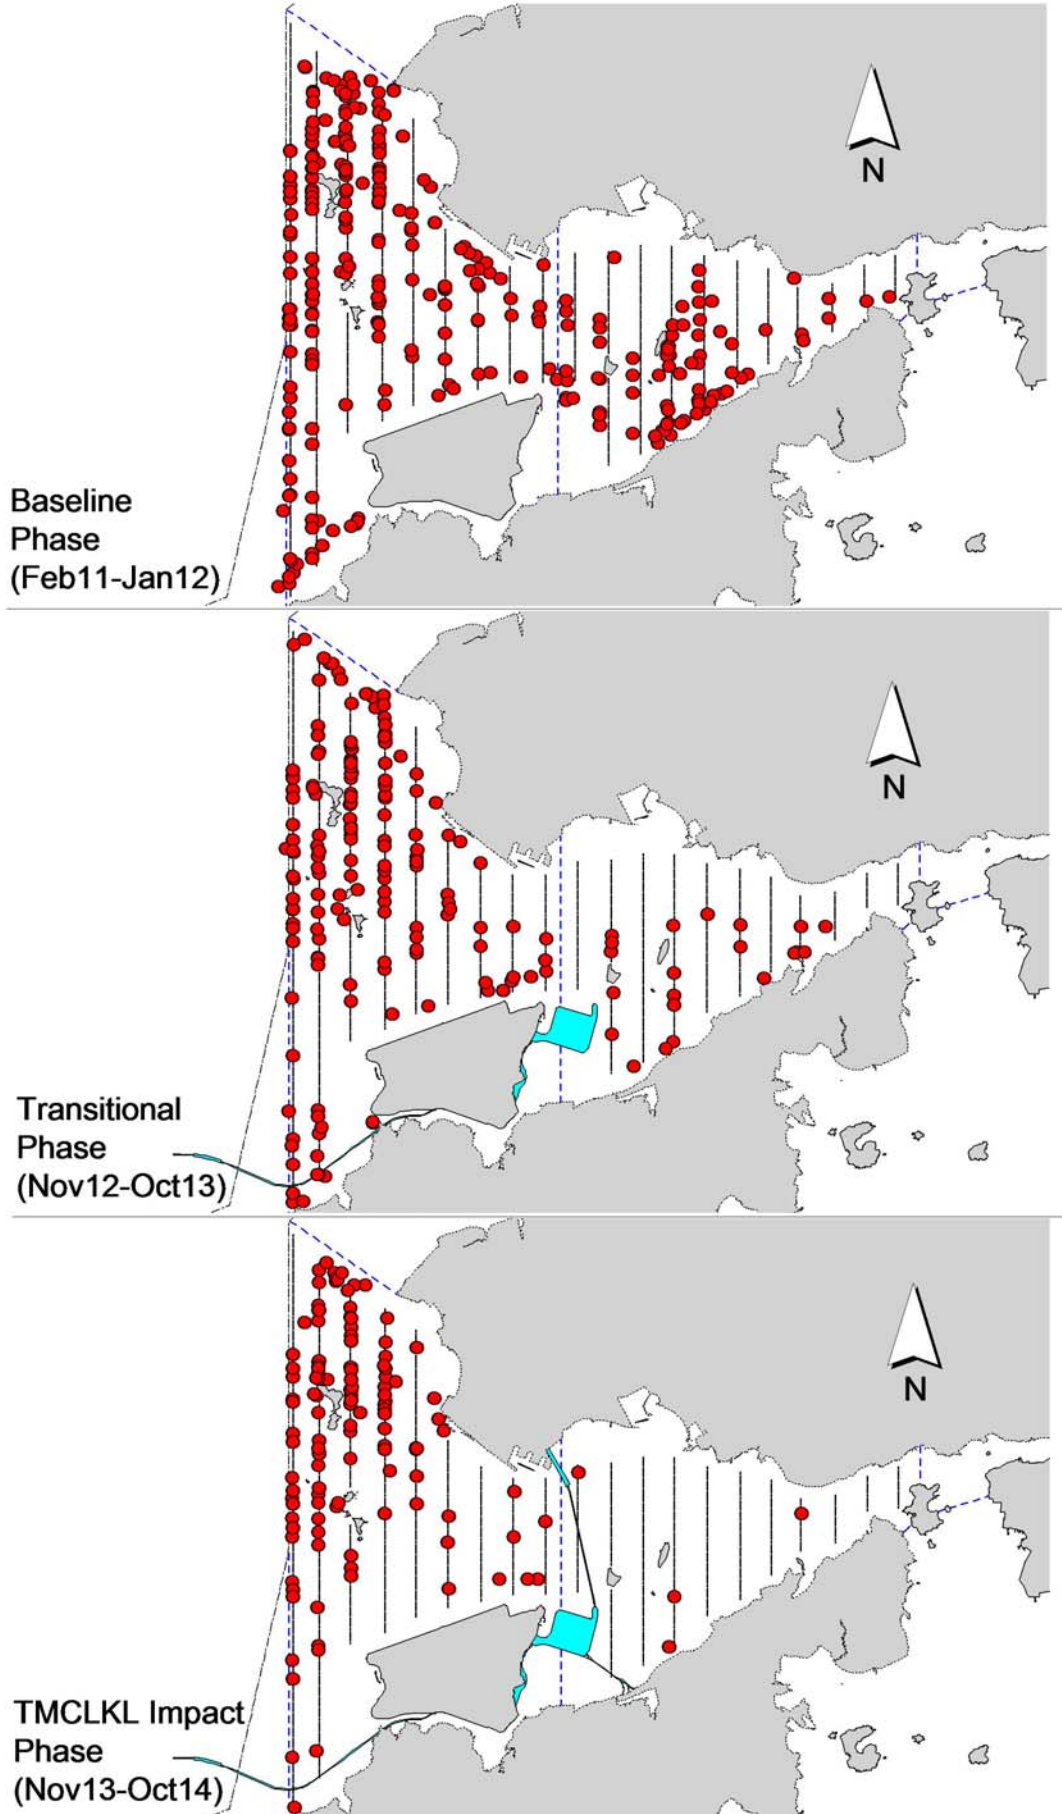 N
Baseline
Phase
(Feb11-Jan12)
N
Transitional
Phase
(Nov12-Oct13)
N
TMCLKL Impact
Phase
(Nov13-Oct14)